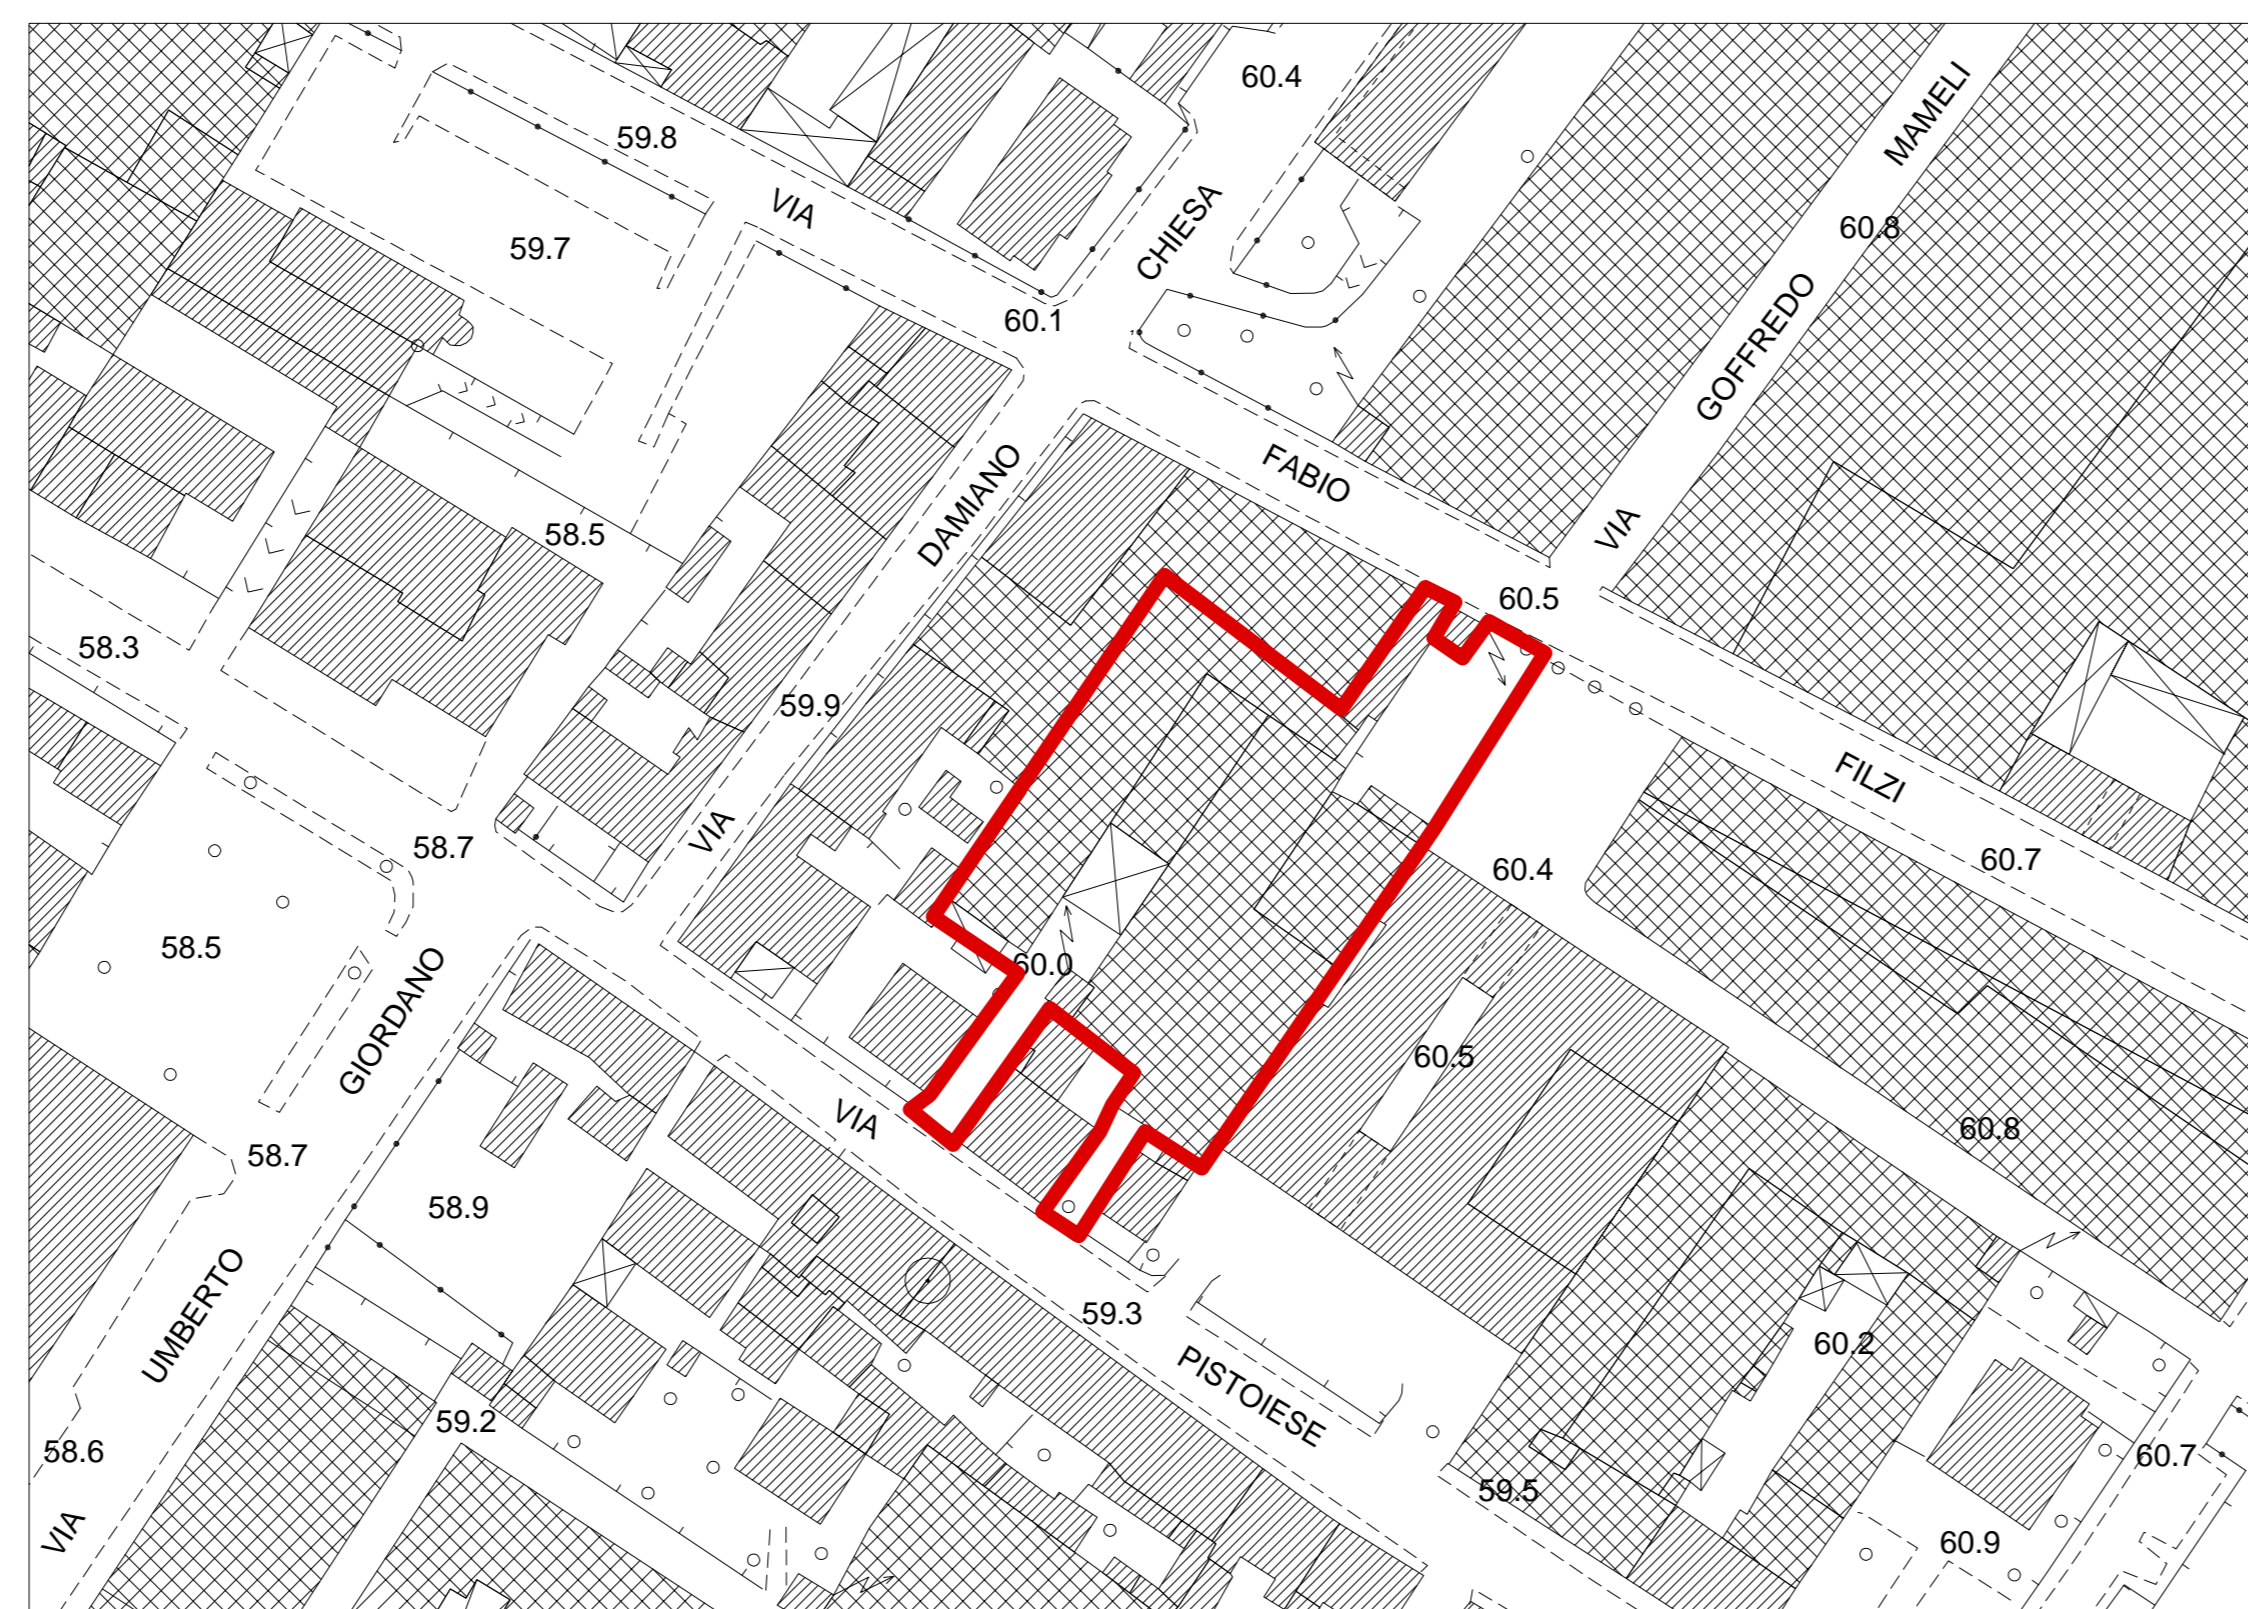 60.4
59.8
VIA
59.7
CHIESA
60.1
MAMELI
60.8
GOFFREDO
VIA
FABIO
DAMIANO
58.5
60.5
58.3
59.9
FILZI
VIA
58.7
60.4
60.7
58.5
60.0
GIORDANO
60.5
VIA
60.8
58.7
58.9
UMBERTO
59.3
60.2
PISTOIESE
59.2
58.6
60.7
59.5
VIA
60.9